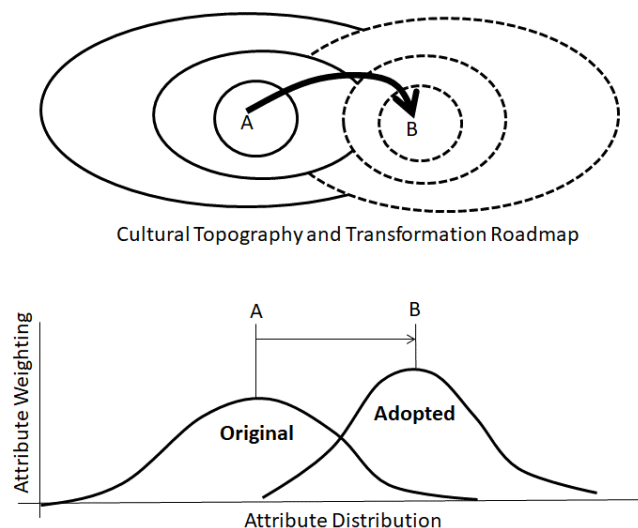 A
B
Cultural Topography and Transformation Roadmap
A
B
Attribute Weighting
Original
Adopted
Attribute Distribution